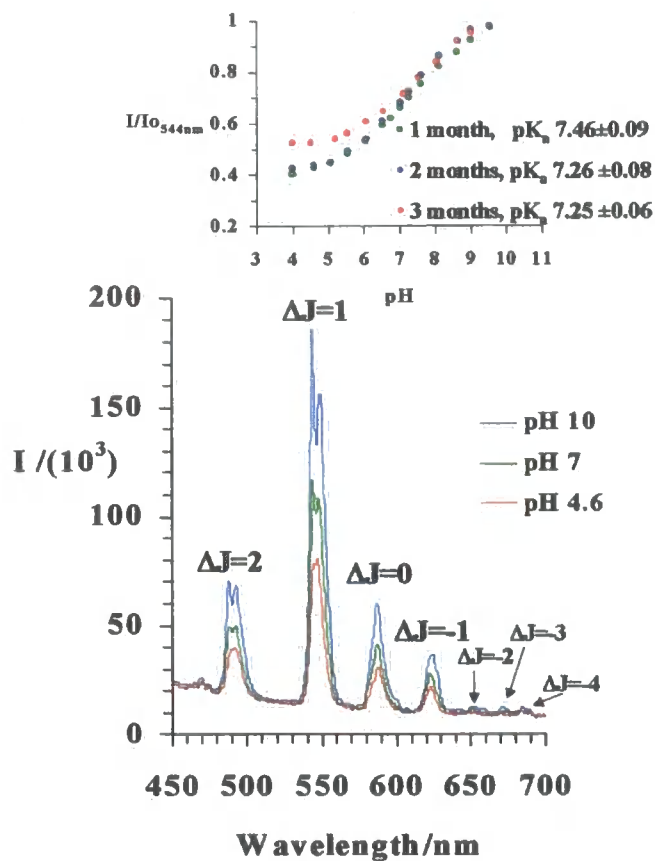 1
0.8
I/Io544nm
0.6
0.4
0.2
1 month, pKa 7.46±0.09
2 months, pKa 7.26 ±0.08
3 months, pKa 7.25 ±0.06
3 4 5 6 7 8 9 10 11
pH
200
150
I /(10³)
100
50
0
ΔJ=1
pH 10
pH 7
pH 4.6
ΔJ=2
ΔJ=0
ΔJ=-1
ΔJ=-2
ΔJ=-3
ΔJ=-4
450 500 550 600 650 700
Wavelength/nm